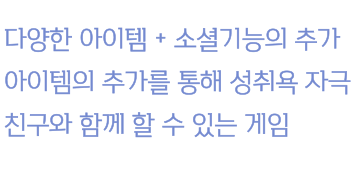 다양한 아이템 + 소셜기능의 추가
아이템의 추가를 통해 성취욕 자극
친구와 함께 할 수 있는 게임